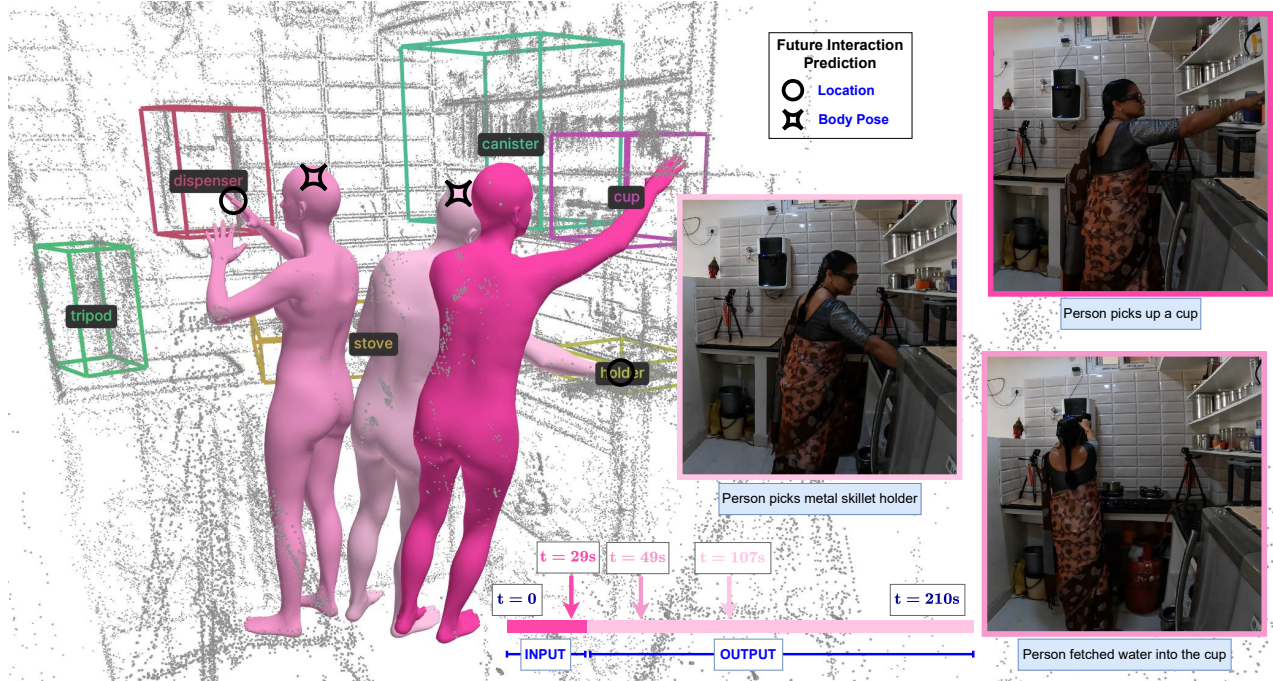 Future Interaction
Prediction
Location
Body Pose
canister
dispenser
cup
tripod
stove
holder
Person picks up a cup
Person picks metal skillet holder
t = 29s
t = 49s
t = 107s
t = 0
t = 210s
INPUT
OUTPUT
Person fetched water into the cup